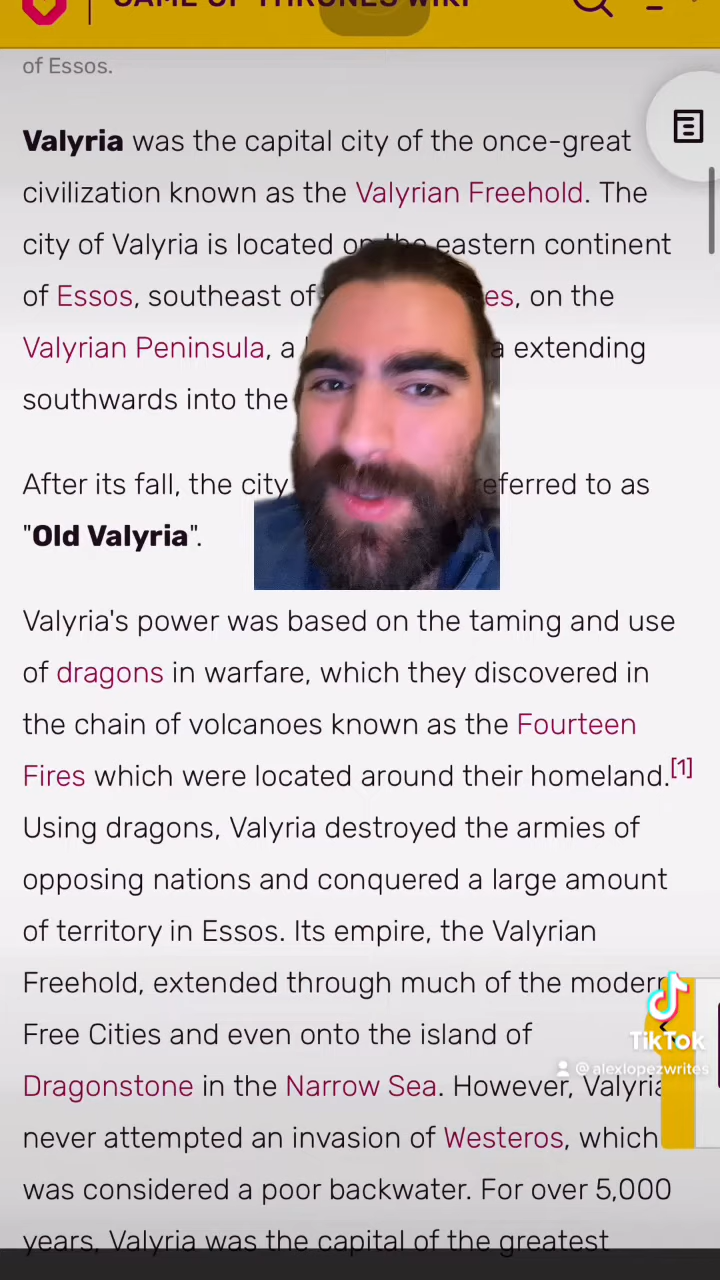 GAME OF THRONES WIKI
of Essos.
Valyria was the capital city of the once-great
civilization known as the Valyrian Freehold. The
city of Valyria is located on the eastern continent
of Essos, southeast of es, on the
Valyrian Peninsula, a a extending
southwards into the
After its fall, the city eferred to as
"Old Valyria".
Valyria's power was based on the taming and use
of dragons in warfare, which they discovered in
the chain of volcanoes known as the Fourteen
Fires which were located around their homeland.[1]
Using dragons, Valyria destroyed the armies of
opposing nations and conquered a large amount
of territory in Essos. Its empire, the Valyrian
Freehold, extended through much of the modern
Free Cities and even onto the island of
Dragonstone in the Narrow Sea. However, Valyria
never attempted an invasion of Westeros, which
was considered a poor backwater. For over 5,000
years, Valyria was the capital of the greatest
TikTok
@alexlopezwrites